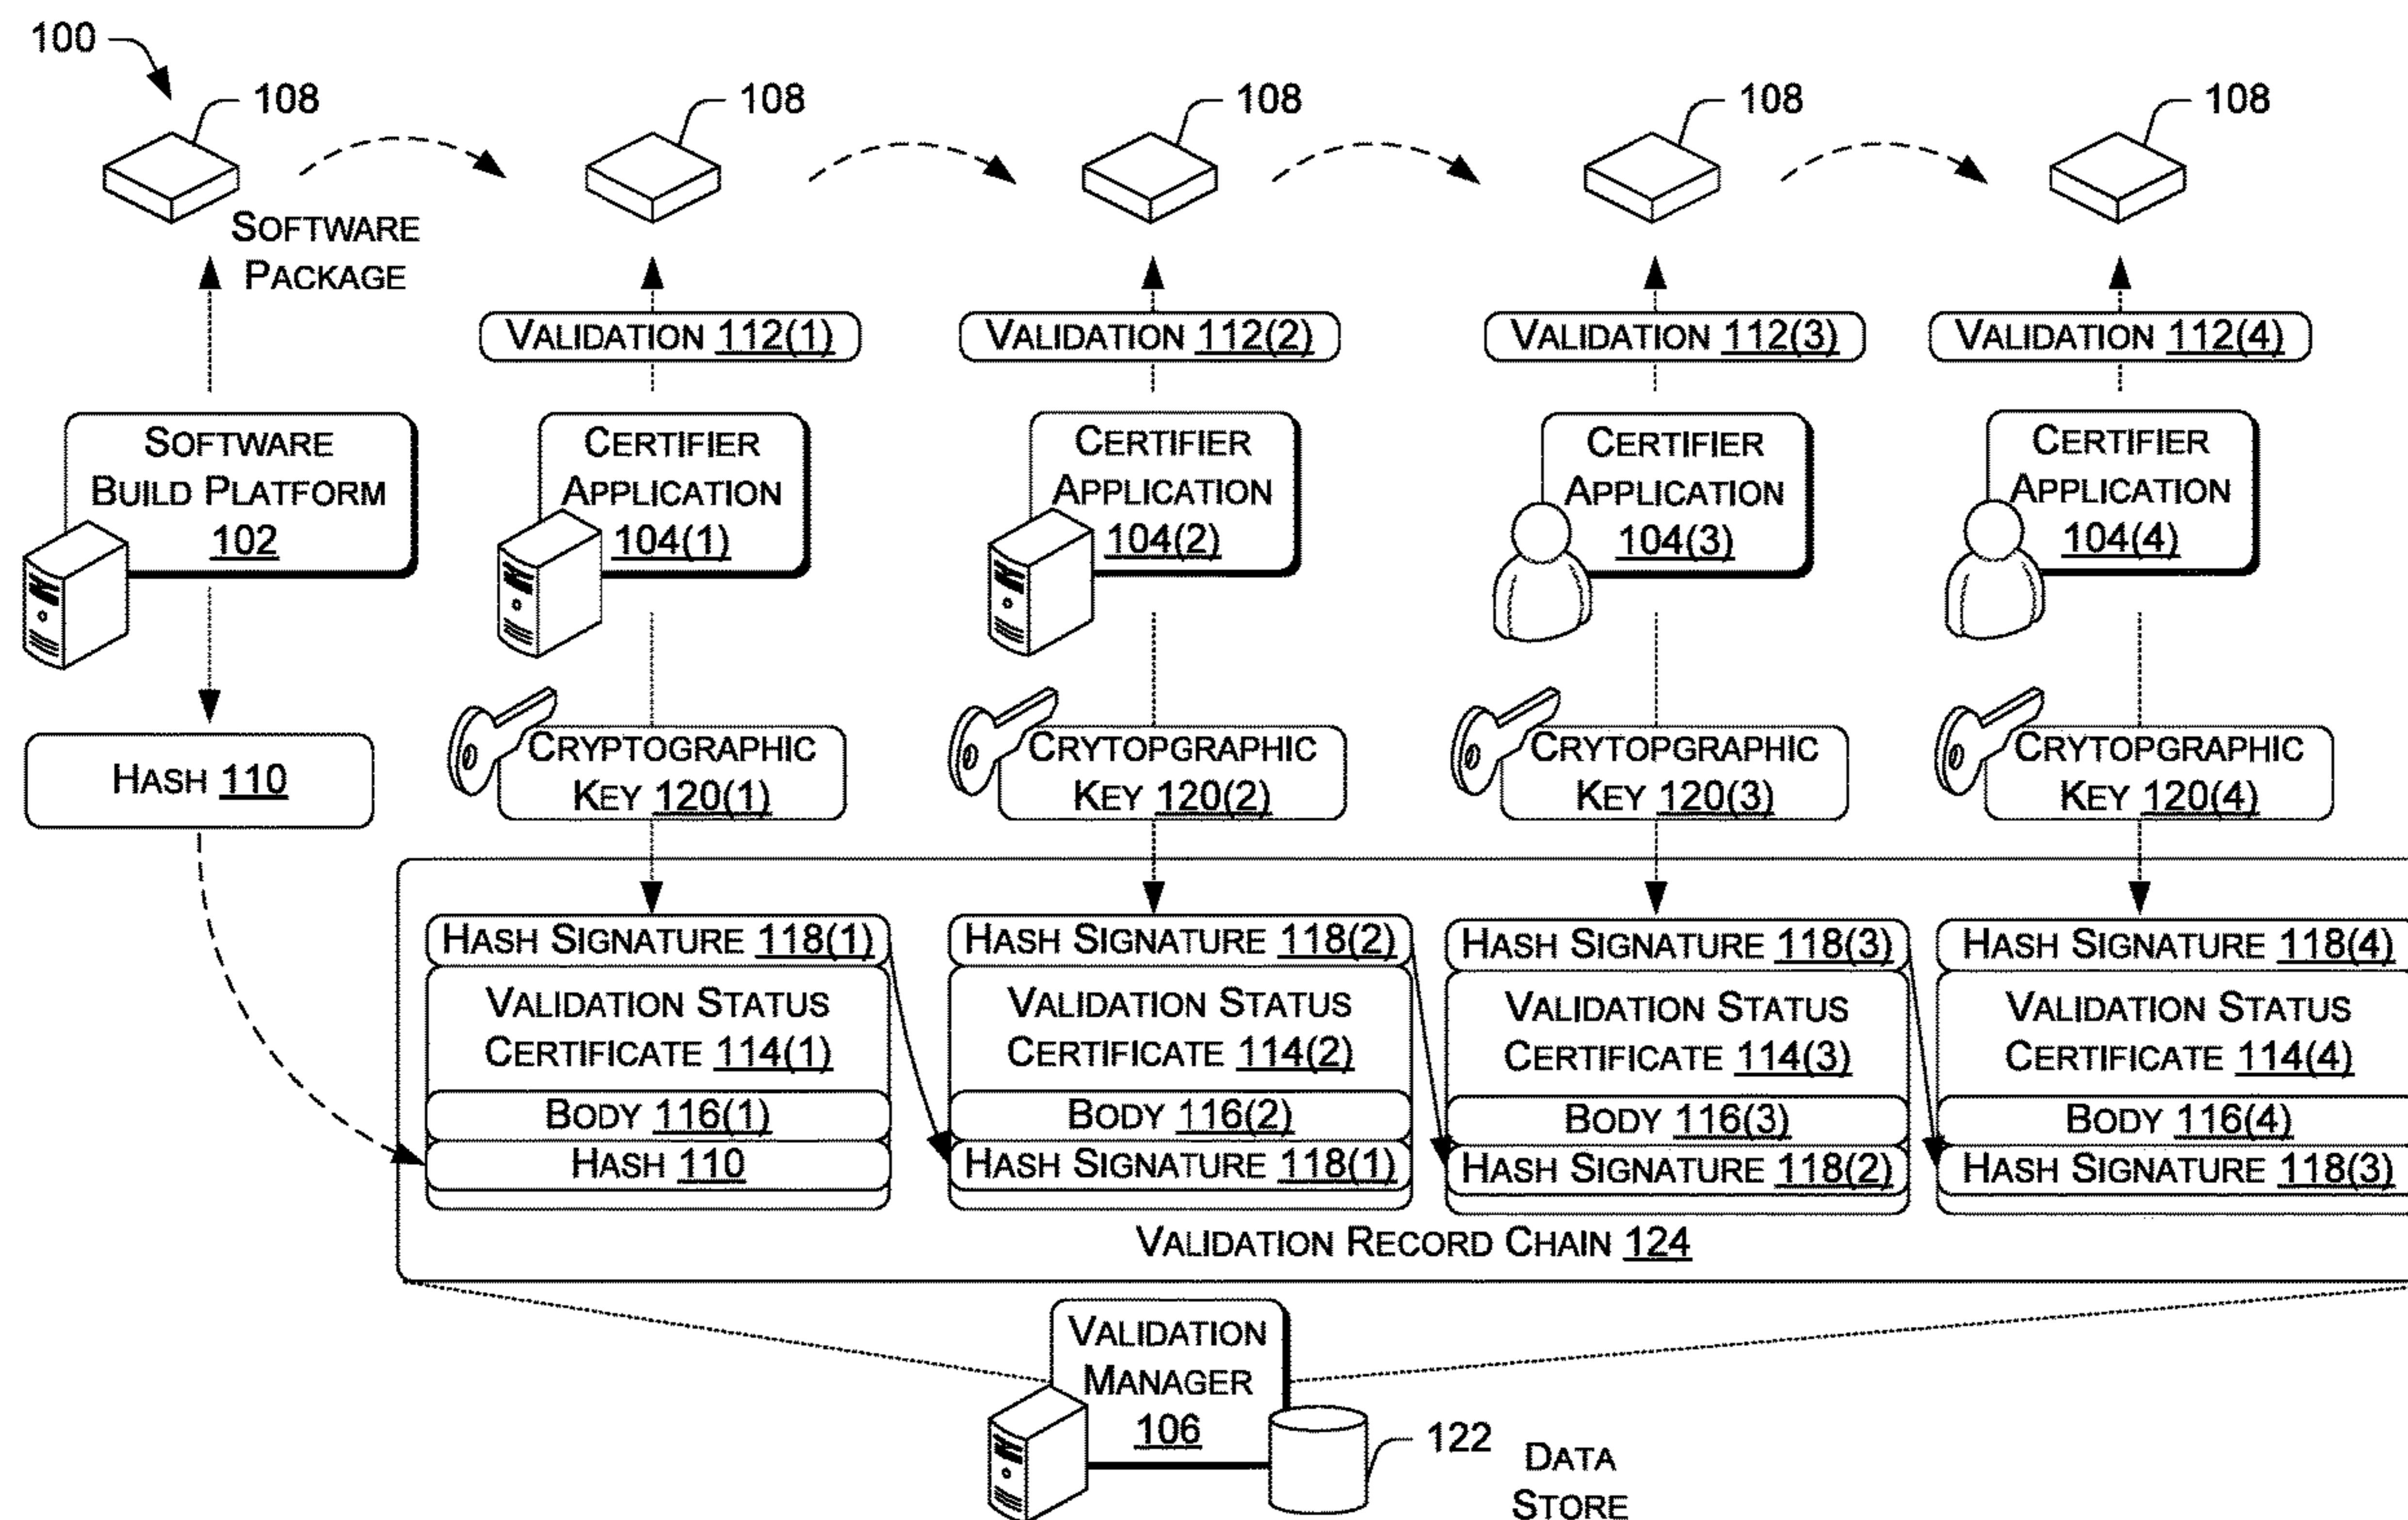 100
108
108
108
108
108
SOFTWARE
PACKAGE
VALIDATION 112(1)
VALIDATION 112(2)
VALIDATION 112(3)
VALIDATION 112(4)
SOFTWARE
BUILD PLATFORM
102
CERTIFIER
APPLICATION
104(1)
CERTIFIER
APPLICATION
104(2)
CERTIFIER
APPLICATION
104(3)
CERTIFIER
APPLICATION
104(4)
HASH 110
CRYPTOGRAPHIC
KEY 120(1)
CRYTOPGRAPHIC
KEY 120(2)
CRYTOPGRAPHIC
KEY 120(3)
CRYTOPGRAPHIC
KEY 120(4)
HASH SIGNATURE 118(1)
VALIDATION STATUS
CERTIFICATE 114(1)
BODY 116(1)
HASH 110
HASH SIGNATURE 118(2)
VALIDATION STATUS
CERTIFICATE 114(2)
BODY 116(2)
HASH SIGNATURE 118(1)
HASH SIGNATURE 118(3)
VALIDATION STATUS
CERTIFICATE 114(3)
BODY 116(3)
HASH SIGNATURE 118(2)
HASH SIGNATURE 118(4)
VALIDATION STATUS
CERTIFICATE 114(4)
BODY 116(4)
HASH SIGNATURE 118(3)
VALIDATION RECORD CHAIN 124
VALIDATION
MANAGER
106
122
DATA
STORE